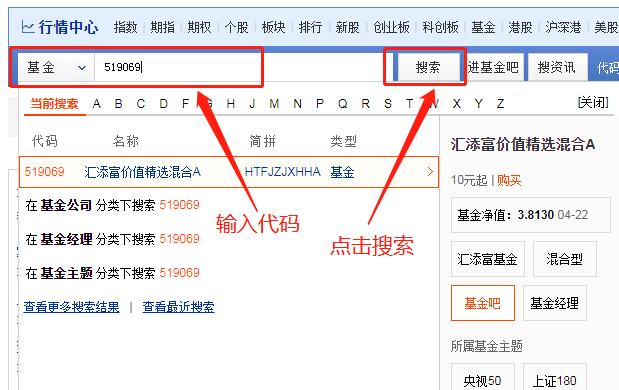 行情中心 指数 期指 期权 个股 板块 排行 新股 创业板 科创板 基金 港股 沪深港 美股
基金 519069 搜索 进基金吧 搜资讯 代码
当前搜索 A B C D F G H J M N P Q R S T W X Y Z [关闭]
代码 名称 简拼 类型
519069 汇添富价值精选混合A HTFJZJXHHA 基金
在 基金公司 分类下搜索 519069
在 基金经理 分类下搜索 519069
在 基金主题 分类下搜索 519069
查看更多搜索结果 | 查看最近搜索
输入代码
点击搜索
汇添富价值精选混合A
10元起 | 购买
基金净值：3.8130 04-22
汇添富基金 混合型
基金吧 基金经理
所属基金主题
央视50 上证180